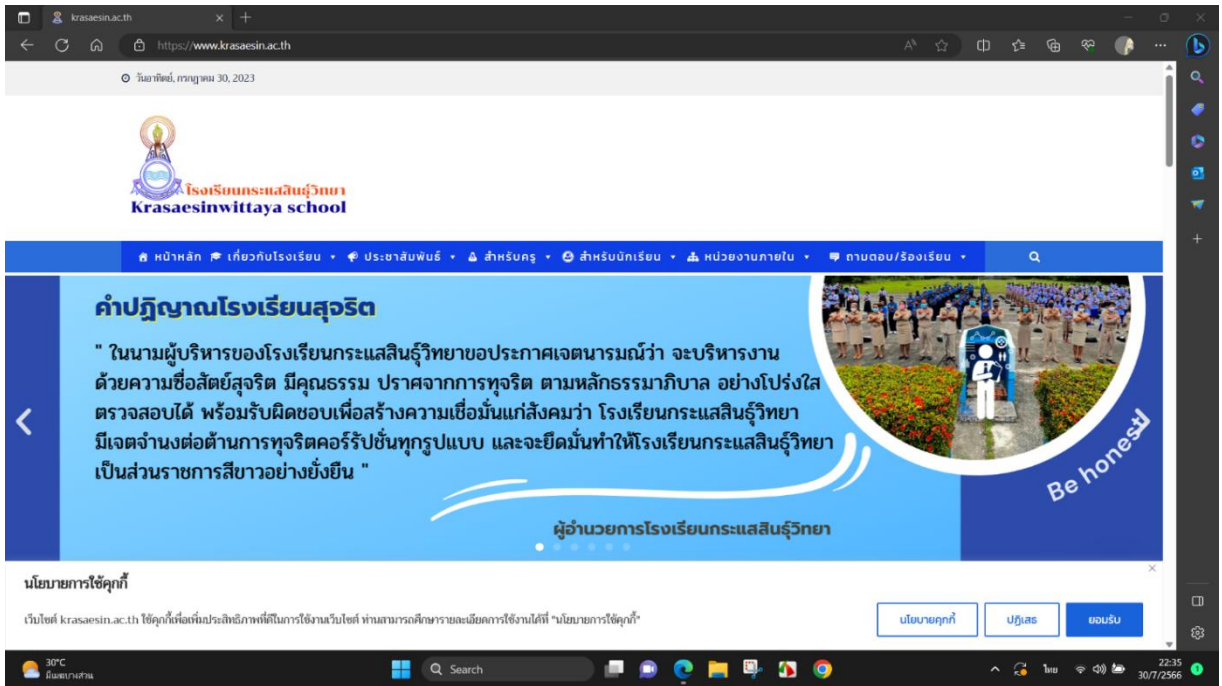 krasaesin.ac.th
https://www.krasaesin.ac.th
วันอาทิตย์, กรกฎาคม 30, 2023
โรงเรียนกระแสสินธุ์วิทยา
Krasaesinwittaya school
หน้าหลัก เกี่ยวกับโรงเรียน ประชาสัมพันธ์ สำหรับครู สำหรับนักเรียน หน่วยงานภายใน ถามตอบ/ร้องเรียน
คำปฏิญาณโรงเรียนสุจริต
" ในนามผู้บริหารของโรงเรียนกระแสสินธุ์วิทยาขอประกาศเจตนารมณ์ว่า จะบริหารงาน
ด้วยความซื่อสัตย์สุจริต มีคุณธรรม ปราศจากการทุจริต ตามหลักธรรมาภิบาล อย่างโปร่งใส
ตรวจสอบได้ พร้อมรับผิดชอบเพื่อสร้างความเชื่อมั่นแก่สังคมว่า โรงเรียนกระแสสินธุ์วิทยา
มีเจตจำนงต่อต้านการทุจริตคอร์รัปชั่นทุกรูปแบบ และจะยึดมั่นทำให้โรงเรียนกระแสสินธุ์วิทยา
เป็นส่วนราชการสีขาวอย่างยั่งยืน "
Be honest
ผู้อำนวยการโรงเรียนกระแสสินธุ์วิทยา
นโยบายการใช้คุกกี้
เว็บไซต์ krasaesin.ac.th ใช้คุกกี้เพื่อเพิ่มประสิทธิภาพที่ดีในการใช้งานเว็บไซต์ ท่านสามารถศึกษารายละเอียดการใช้งานได้ที่ "นโยบายการใช้คุกกี้"
นโยบายคุกกี้ ปฏิเสธ ยอมรับ
30°C
มีเมฆบางส่วน
Search
ไทย
22:35
30/7/2566
1